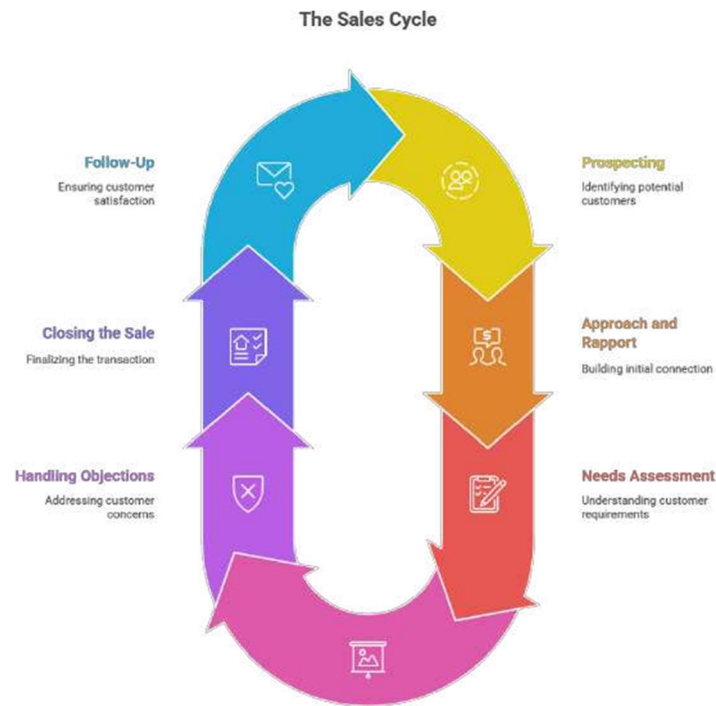 The Sales Cycle
Follow-Up
Ensuring customer
satisfaction
Prospecting
Identifying potential
customers
Closing the Sale
Finalizing the transaction
Approach and
Rapport
Building initial connection
Handling Objections
Addressing customer
concerns
Needs Assessment
Understanding customer
requirements
$